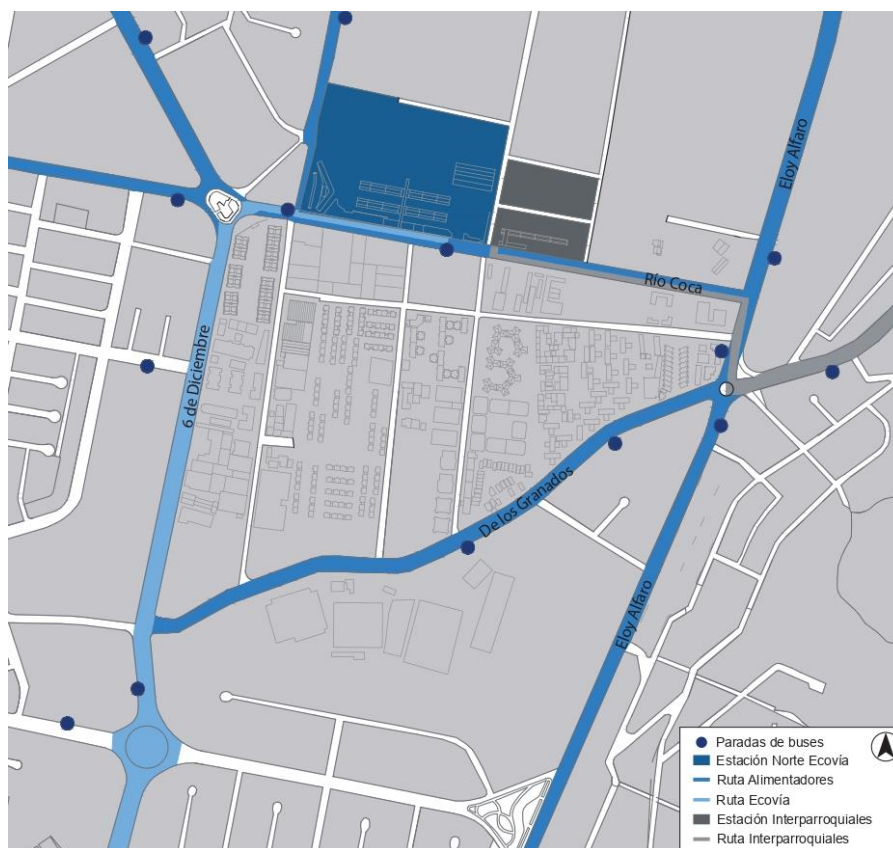 Eloy Alfaro
Río Coca
6 de Diciembre
De los Granados
Eloy Alfaro
Paradas de buses
Estación Norte Ecovía
Ruta Alimentadores
Ruta Ecovía
Estación Interparroquiales
Ruta Interparroquiales